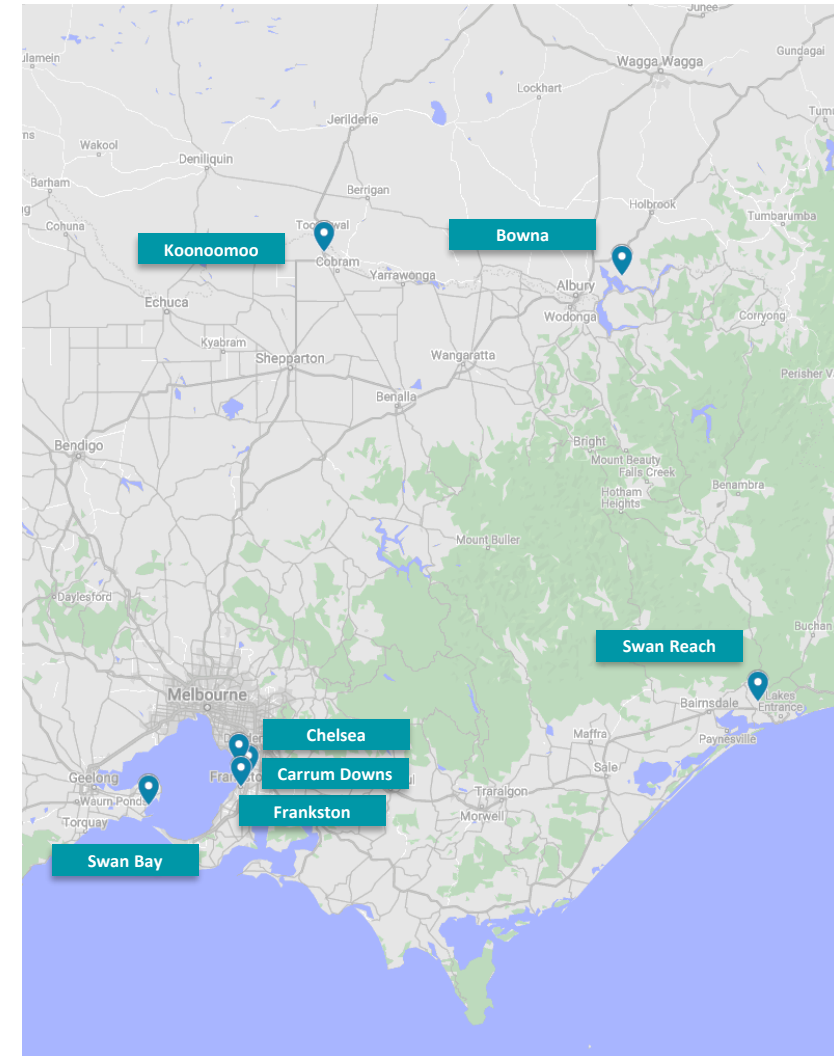 Junee
Gundagai
Wagga Wagga
Lockhart
Jerilderie
Wakool
Deniliquin
Barham
Berrigan
Holbrook
Tumbarumba
Cohuna
Koonoomoo
Bowna
Cobram
Yarrawonga
Albury
Echuca
Wodonga
Corryong
Kyabram
Shepparton
Wangaratta
Perisher Va
Benalla
Bendigo
Bright
Mount Beauty
Falls Creek
Benambra
Hotham
Heights
Mount Buller
Daylesford
Buchan
Swan Reach
Melbourne
Bairnsdale
Lakes
Entrance
Chelsea
Maffra
Paynesville
Carrum Downs
Geelong
Sale
Waurn Ponds
Traralgon
Frankston
Morwell
Torquay
Swan Bay